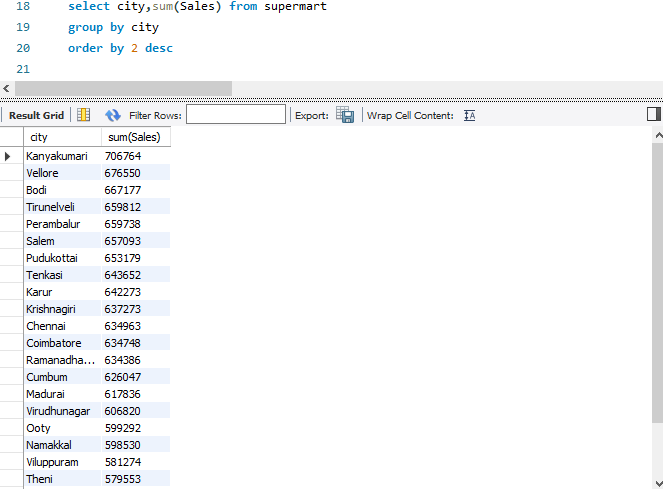 18 select city,sum(Sales) from supermart
19 group by city
20 order by 2 desc
21
Result Grid Filter Rows: Export: Wrap Cell Content: IA
city sum(Sales)
Kanyakumari 706764
Vellore 676550
Bodi 667177
Tirunelveli 659812
Perambalur 659738
Salem 657093
Pudukottai 653179
Tenkasi 643652
Karur 642273
Krishnagiri 637273
Chennai 634963
Coimbatore 634748
Ramanadha... 634386
Cumbum 626047
Madurai 617836
Virudhunagar 606820
Ooty 599292
Namakkal 598530
Viluppuram 581274
Theni 579553